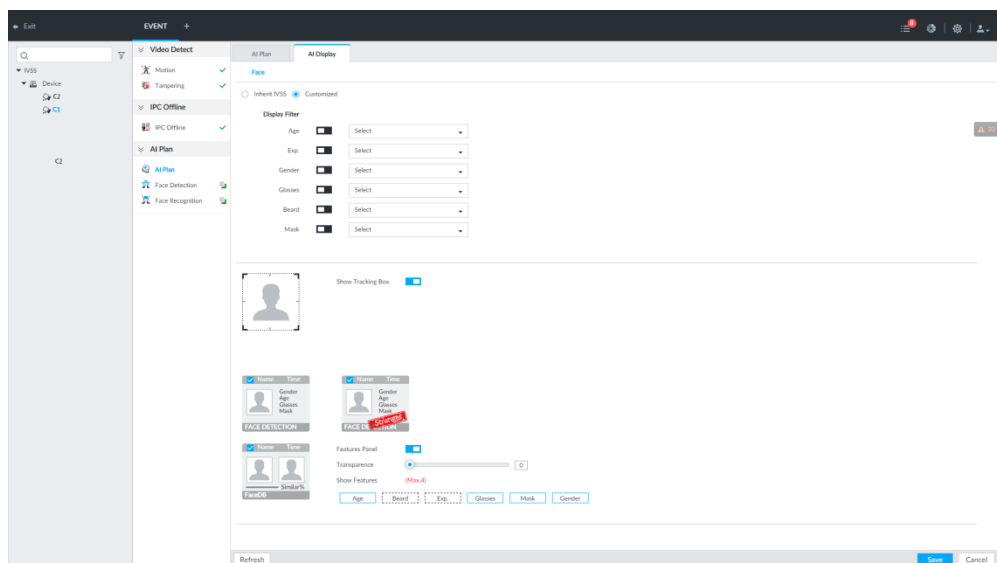 Exit
EVENT +
8
IVSS
Device
C2
C1
C2
Video Detect
Motion
Tampering
IPC Offline
IPC Offline
AI Plan
AI Plan
Face Detection
Face Recognition
AI Plan AI Display
Face
Inherit IVSS Customized
Display Filter
Age Select
Exp. Select
Gender Select
Glasses Select
Beard Select
Mask Select
Show Tracking Box
Name Time
Gender
Age
Glasses
Mask
FACE DETECTION
Name Time
Gender
Age
Glasses
Mask
Stranger
FACE DETECTION
Name Time
Similar%
FaceDB
Features Panel
Transparence 0
Show Features (Max.4)
Age Beard Exp. Glasses Mask Gender
Refresh Save Cancel